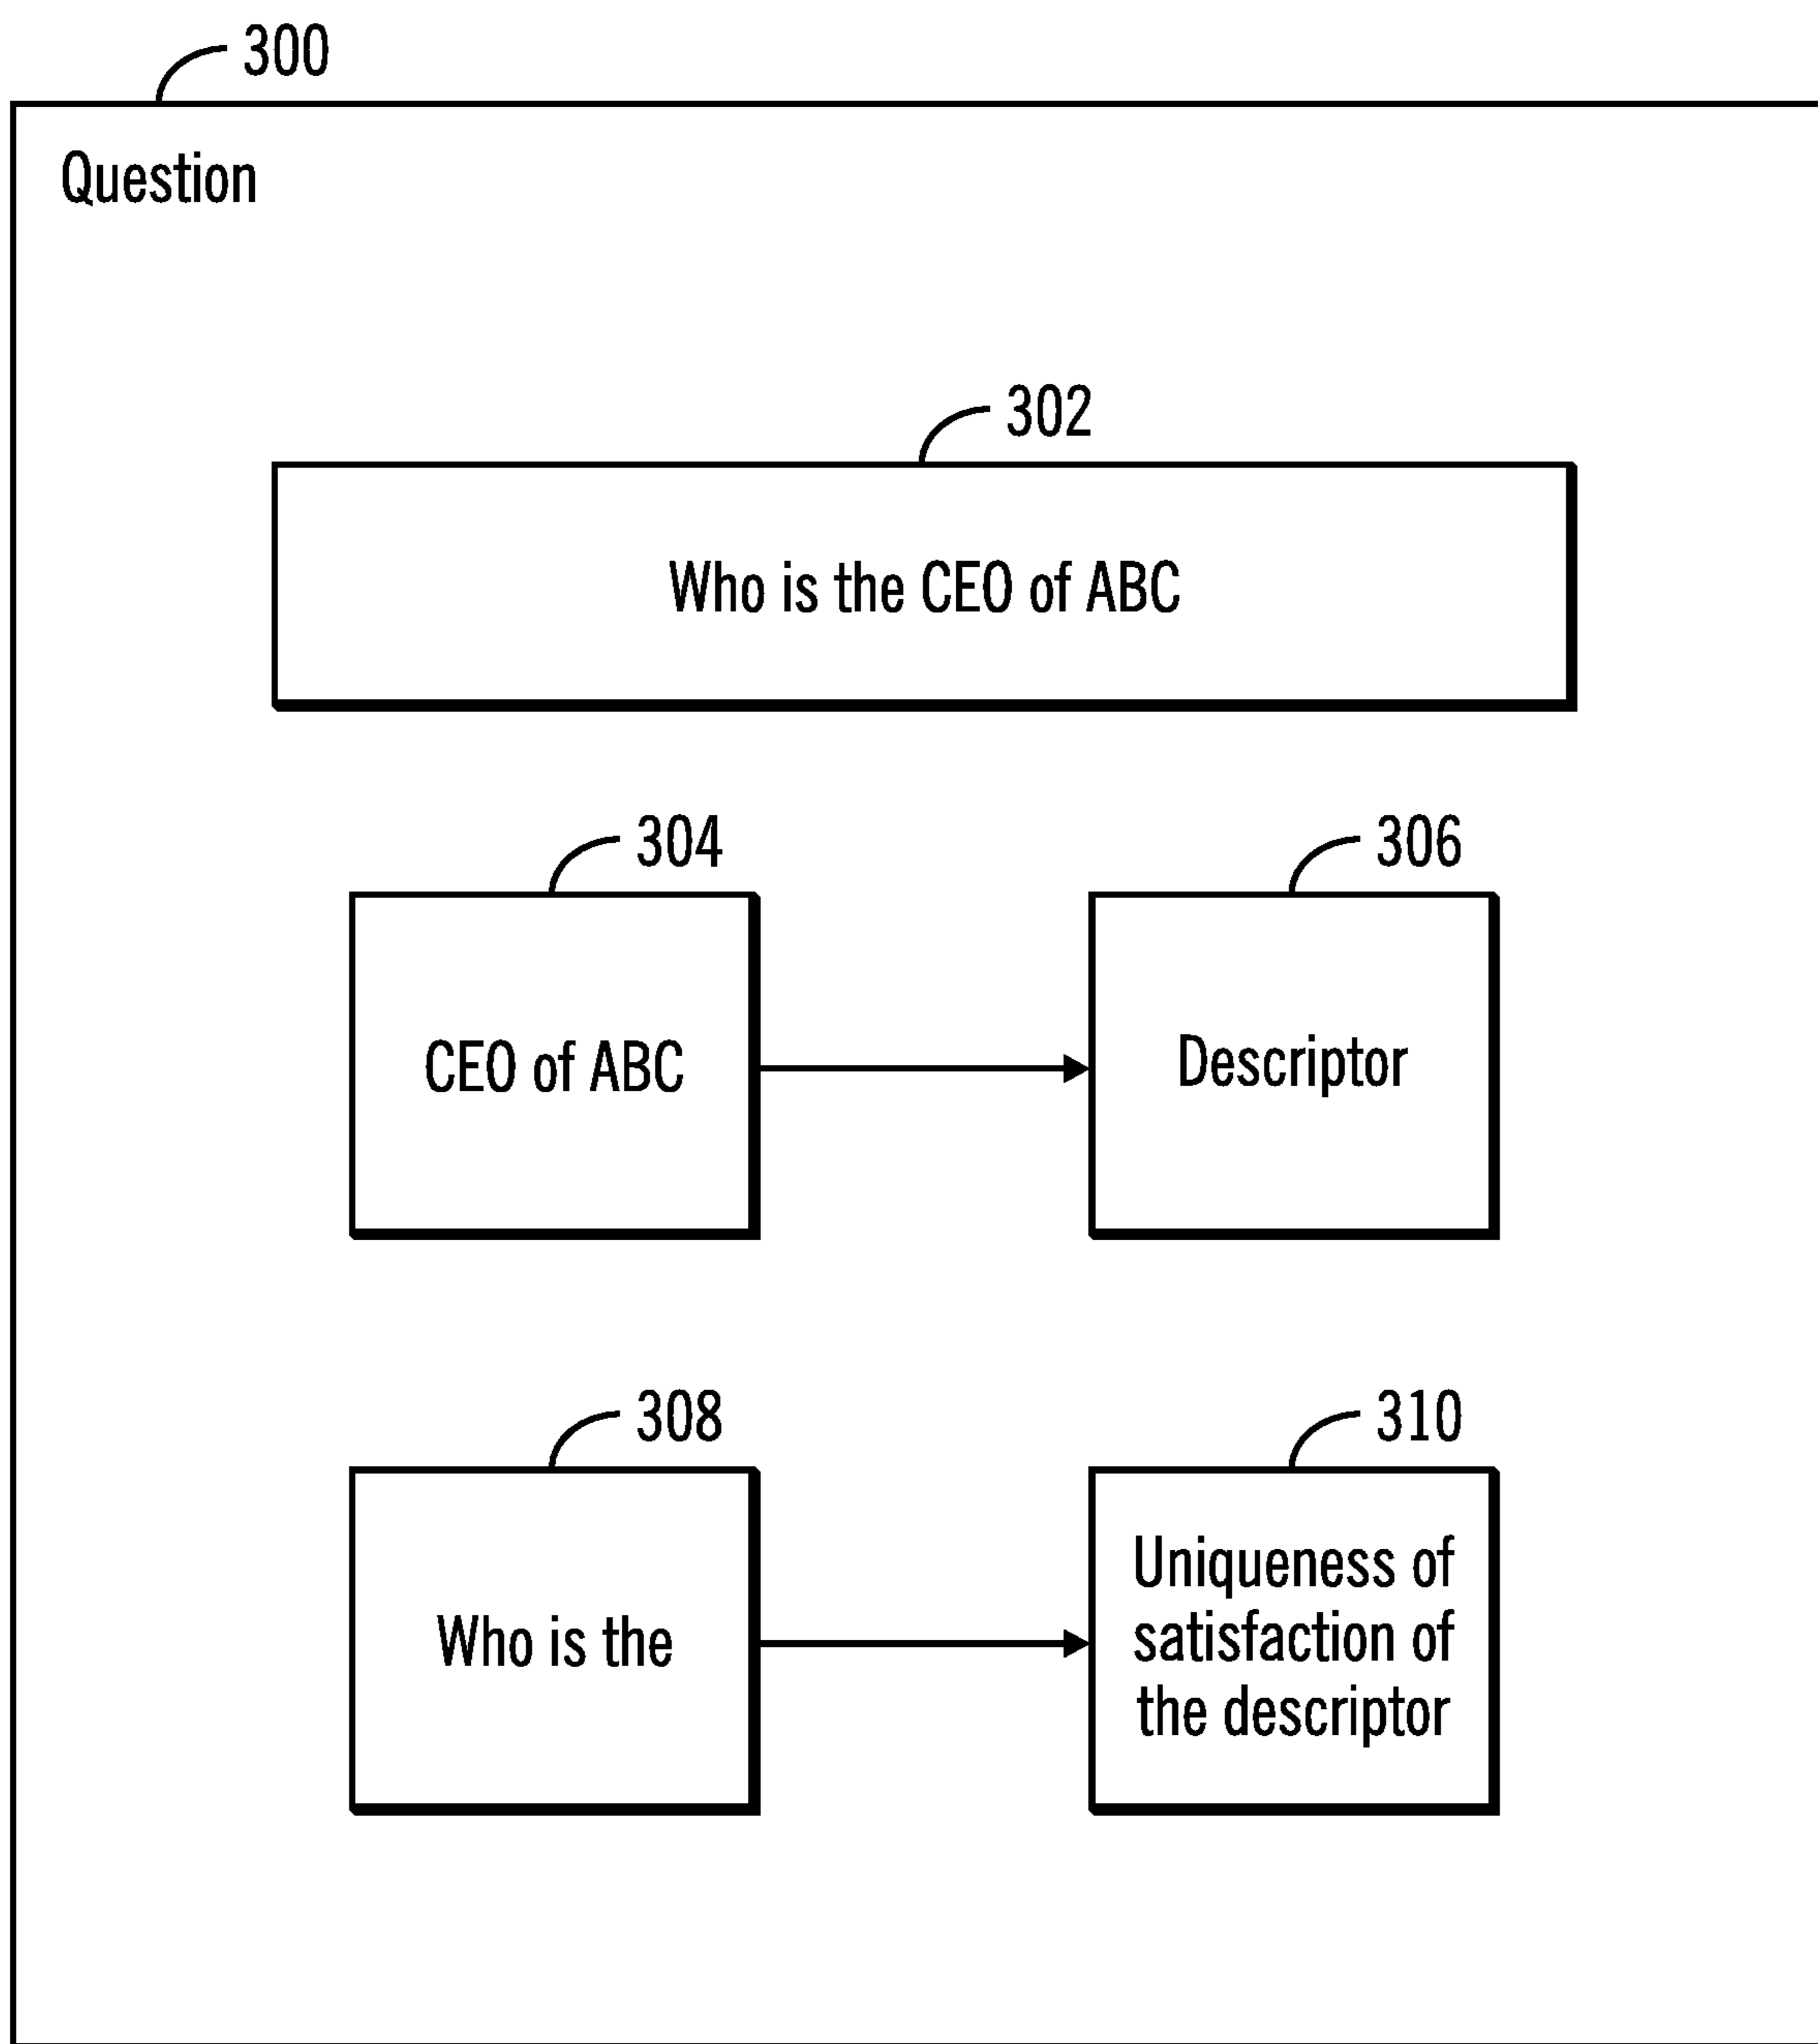 300
Question
302
Who is the CEO of ABC
304
306
CEO of ABC
Descriptor
308
310
Who is the
Uniqueness of
satisfaction of
the descriptor